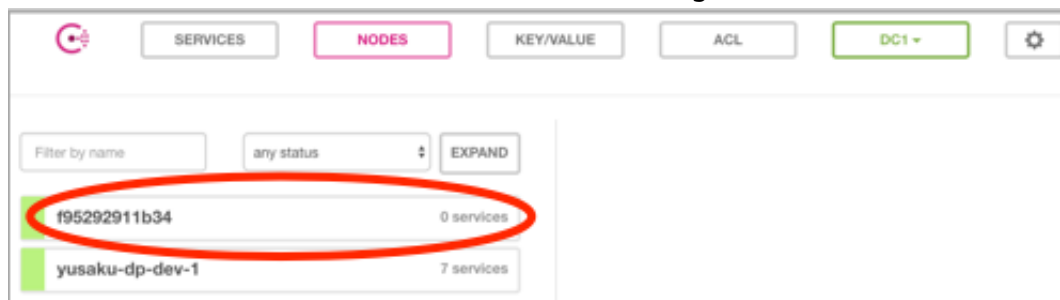 SERVICES NODES KEY/VALUE ACL DC1
Filter by name any status EXPAND
f95292911b34 0 services
yusaku-dp-dev-1 7 services